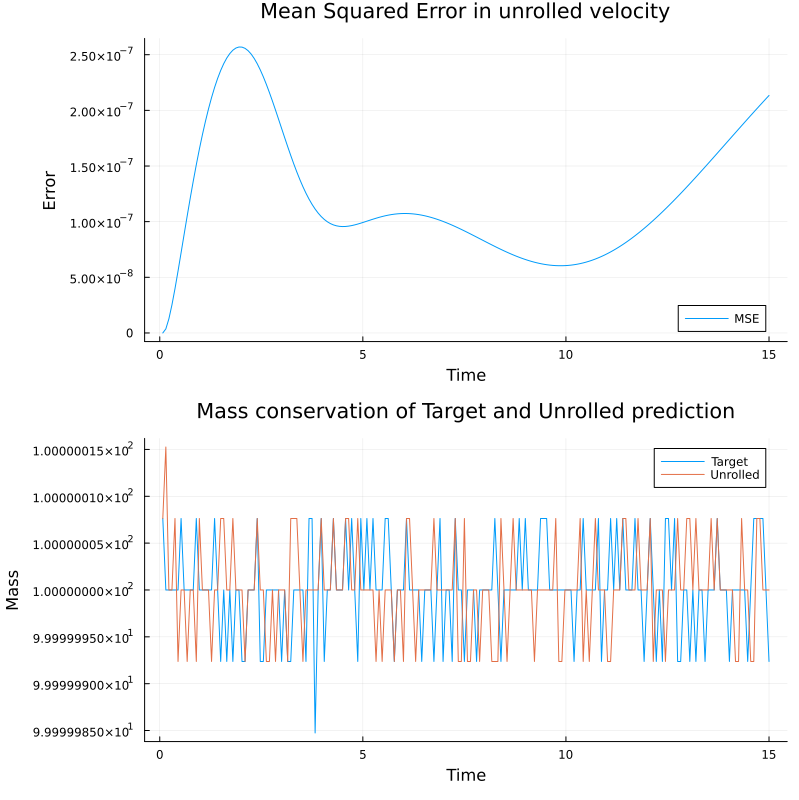 Mean Squared Error in unrolled velocity
2.50×10⁻⁷
2.00×10⁻⁷
1.50×10⁻⁷
1.00×10⁻⁷
5.00×10⁻⁸
0
Error
MSE
0 5 10 15
Time
Mass conservation of Target and Unrolled prediction
1.00000015×10²
1.00000010×10²
1.00000005×10²
1.00000000×10²
9.99999950×10¹
9.99999900×10¹
9.99999850×10¹
Mass
Target
Unrolled
0 5 10 15
Time